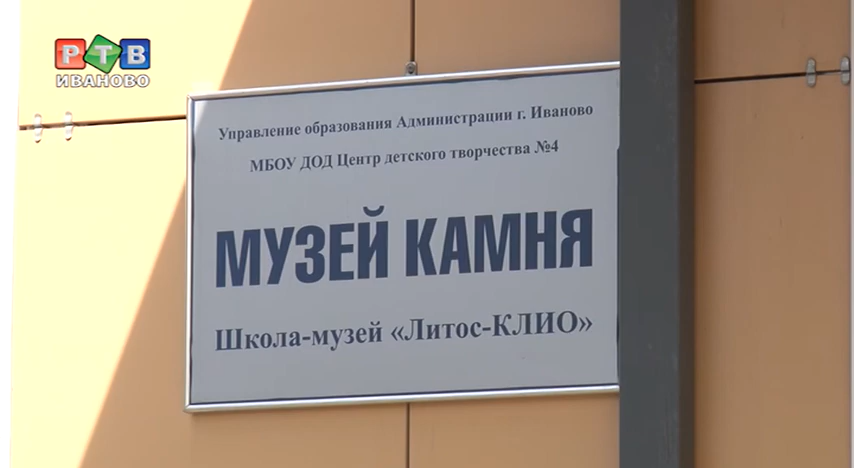 РТВ
ИВАНОВО
Управление образования Администрации г. Иваново
МБОУ ДОД Центр детского творчества №4
МУЗЕЙ КАМНЯ
Школа-музей «Литос-КЛИО»